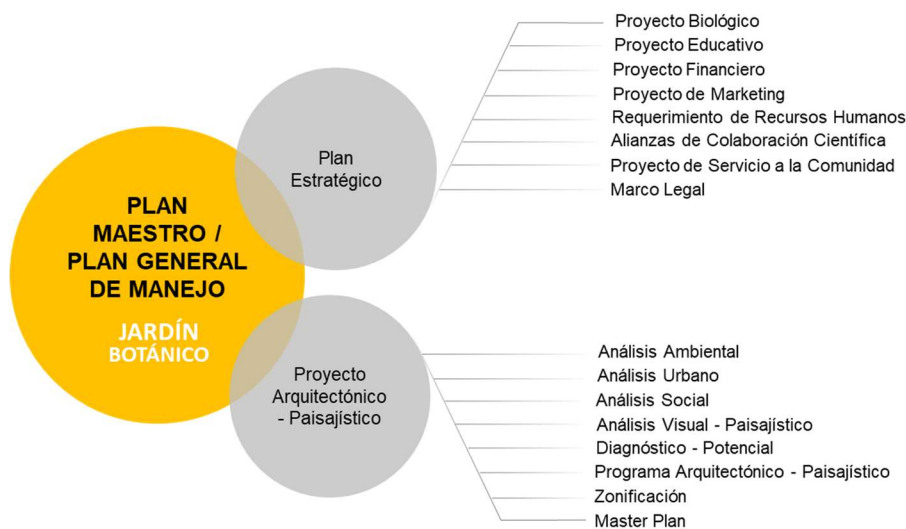 PLAN
MAESTRO /
PLAN GENERAL
DE MANEJO
JARDÍN
BOTÁNICO
Plan
Estratégico
Proyecto Biológico
Proyecto Educativo
Proyecto Financiero
Proyecto de Marketing
Requerimiento de Recursos Humanos
Alianzas de Colaboración Científica
Proyecto de Servicio a la Comunidad
Marco Legal
Proyecto
Arquitectónico
- Paisajístico
Análisis Ambiental
Análisis Urbano
Análisis Social
Análisis Visual - Paisajístico
Diagnóstico - Potencial
Programa Arquitectónico - Paisajístico
Zonificación
Master Plan